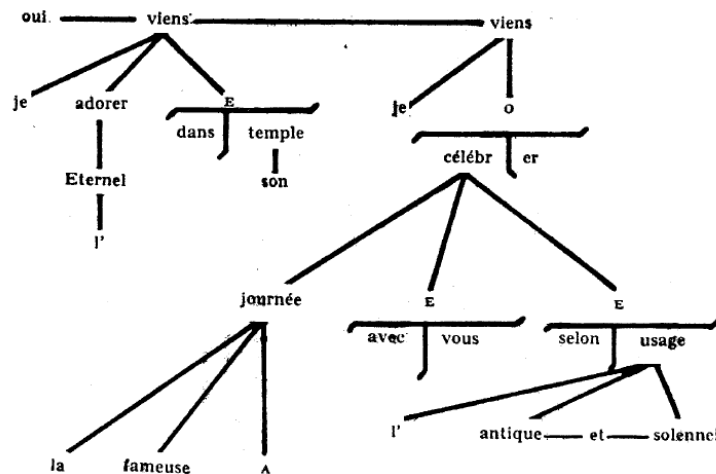 oui viens viens
je adorer E je O
dans temple
célébr er
Eternel son
l'
journée E E
avec vous selon usage
l' antique et solennel
la fameuse A